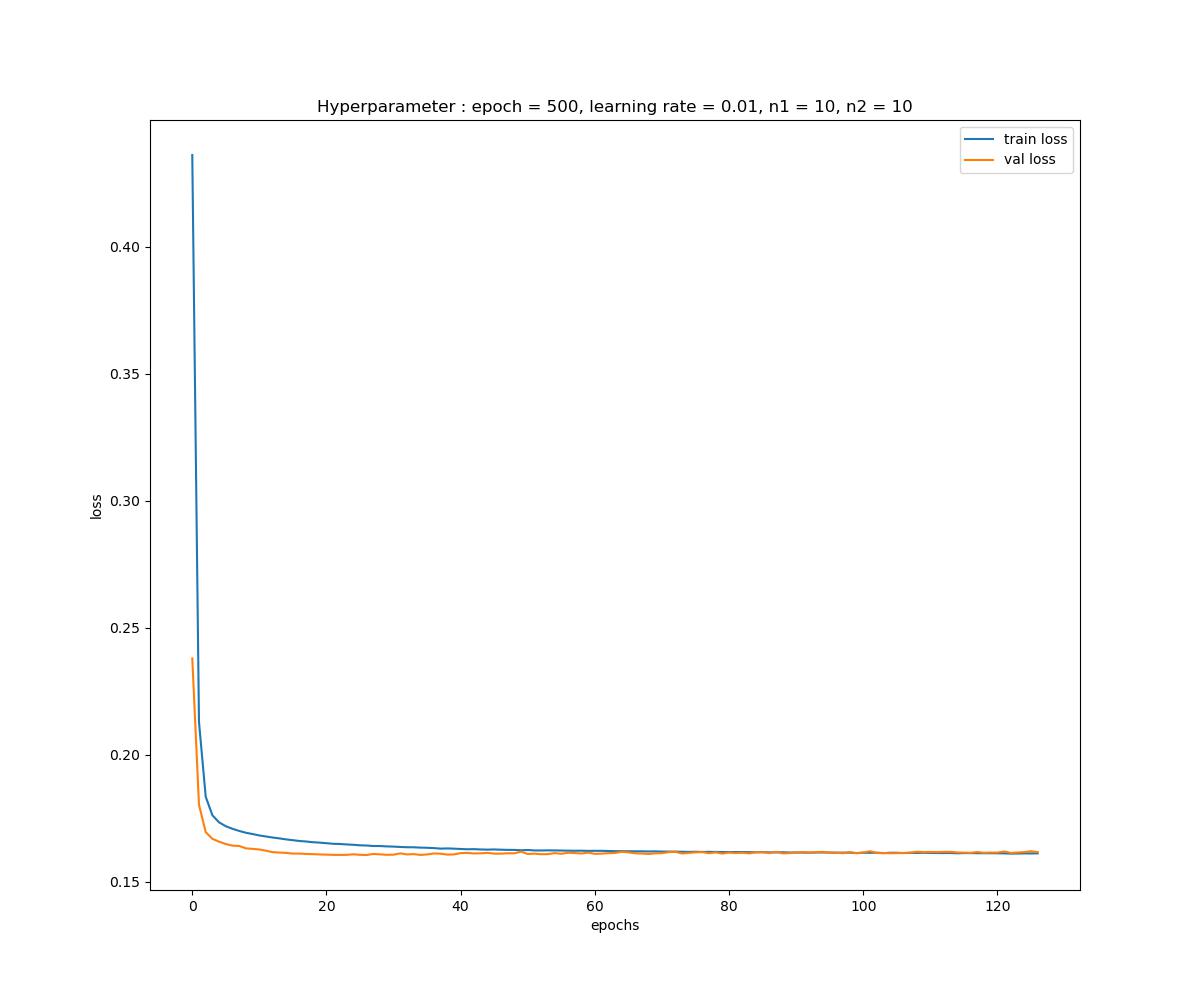 Hyperparameter : epoch = 500, learning rate = 0.01, n1 = 10, n2 = 10
train loss
val loss
0.40
0.35
0.30
0.25
0.20
0.15
loss
0 20 40 60 80 100 120
epochs